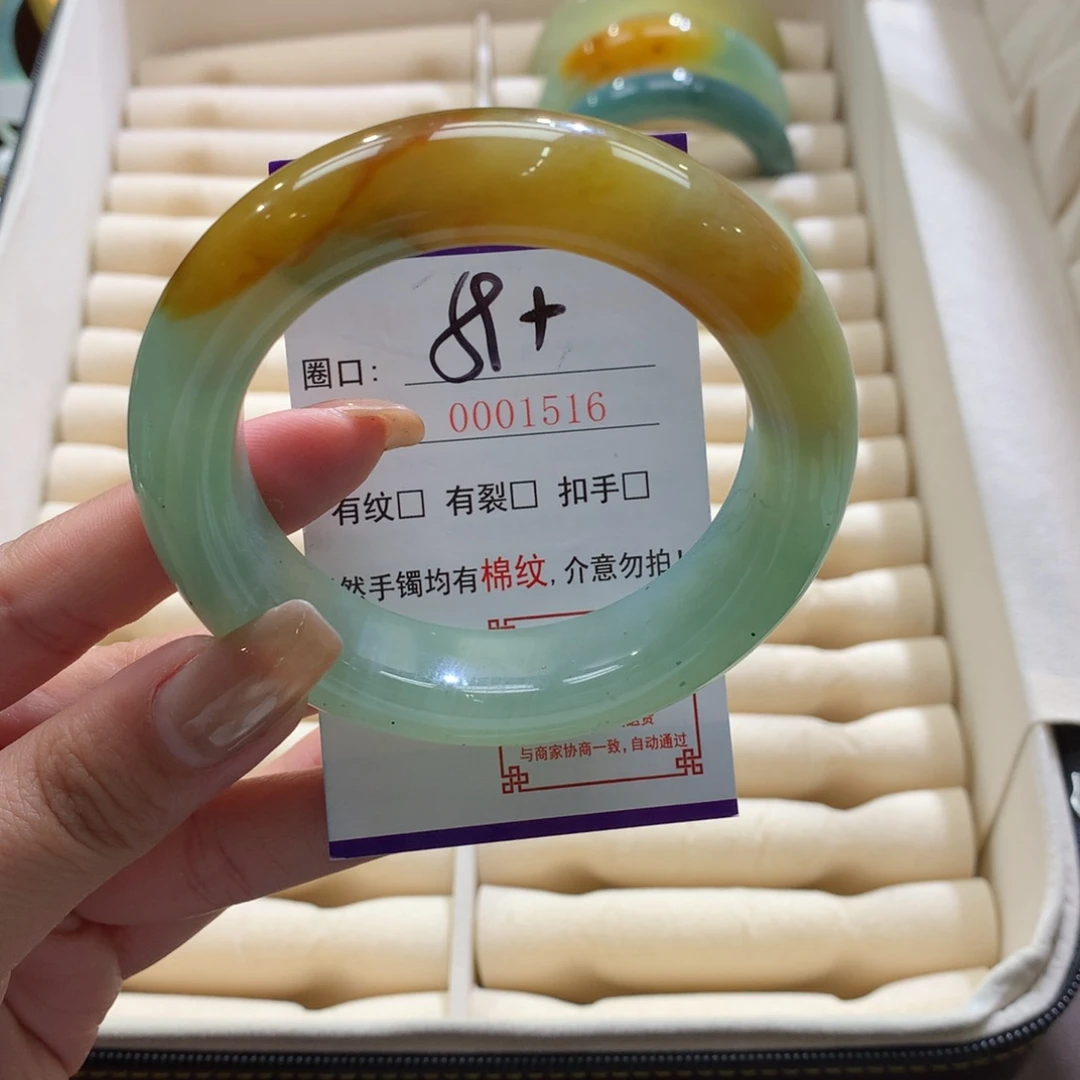 圈口: 59+
0001516
有纹□ 有裂□ 扣手□
然手镯均有棉纹,介意勿拍!
与商家协商一致,自动通过